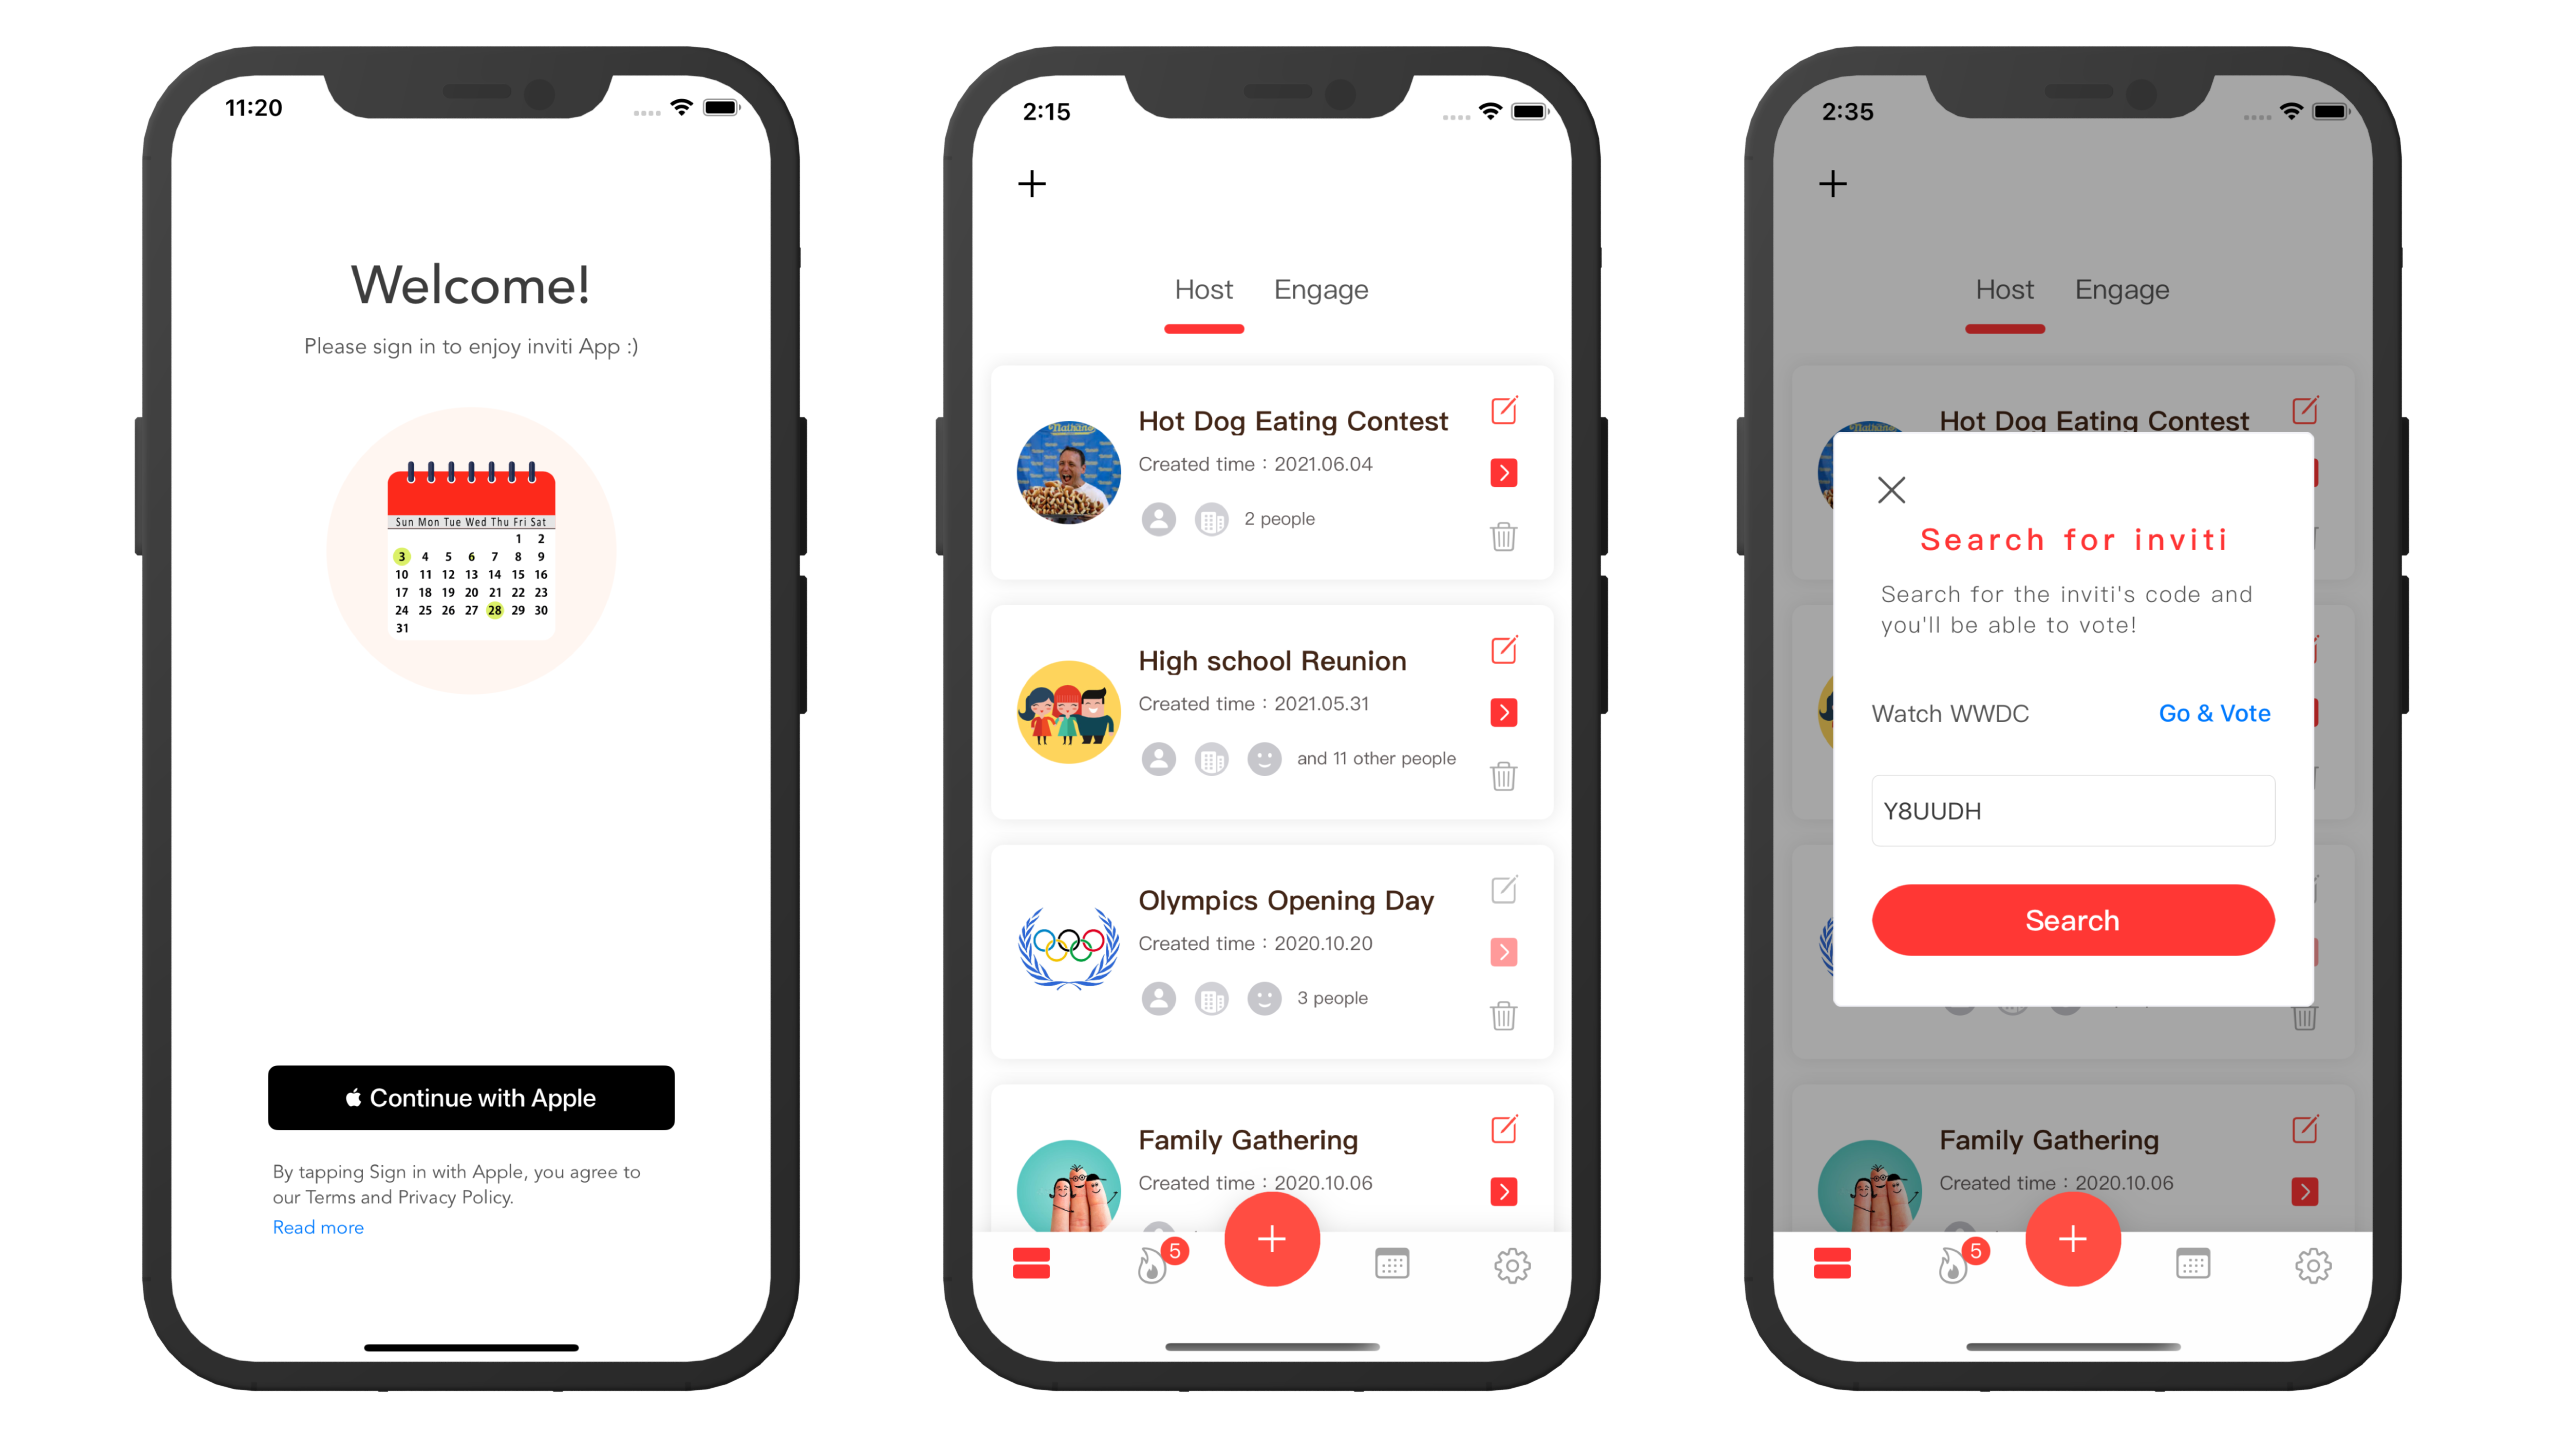 11:20
Welcome!
Please sign in to enjoy inviti App :)
Sun Mon Tue Wed Thu Fri Sat
1 2
3 4 5 6 7 8 9
10 11 12 13 14 15 16
17 18 19 20 21 22 23
24 25 26 27 28 29 30
31
Continue with Apple
By tapping Sign in with Apple, you agree to
our Terms and Privacy Policy.
Read more
2:15
Host Engage
Nathan's
Hot Dog Eating Contest
Created time：2021.06.04
2 people
High school Reunion
Created time：2021.05.31
and 11 other people
Olympics Opening Day
Created time：2020.10.20
3 people
Family Gathering
Created time：2020.10.06
5
2:35
Host Engage
Hot Dog Eating Contest
Search for inviti
Search for the inviti's code and
you'll be able to vote!
Watch WWDC Go & Vote
Y8UUDH
Search
Family Gathering
Created time：2020.10.06
5